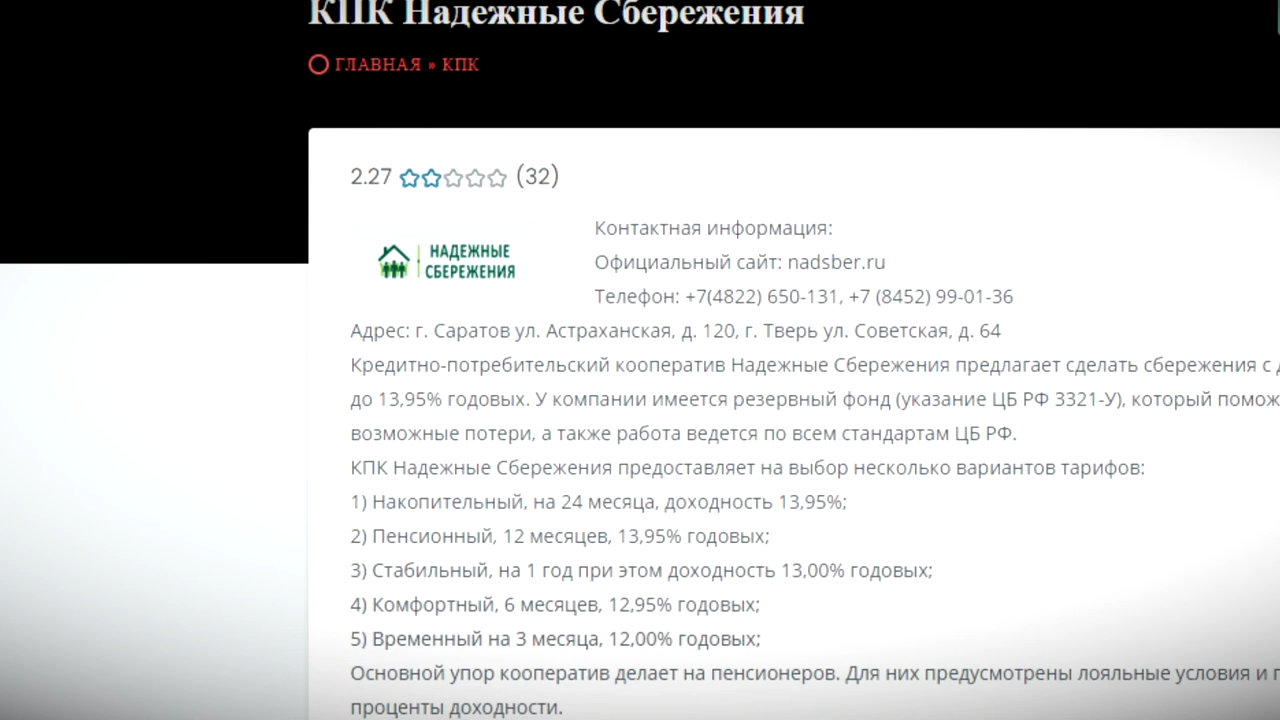 КПК Надежные Сбережения
ГЛАВНАЯ » КПК
2.27 (32)
НАДЕЖНЫЕ
СБЕРЕЖЕНИЯ
Контактная информация:
Официальный сайт: nadsber.ru
Телефон: +7(4822) 650-131, +7 (8452) 99-01-36
Адрес: г. Саратов ул. Астраханская, д. 120, г. Тверь ул. Советская, д. 64
Кредитно-потребительский кооператив Надежные Сбережения предлагает сделать сбережения с
до 13,95% годовых. У компании имеется резервный фонд (указание ЦБ РФ 3321-У), который
возможные потери, а также работа ведется по всем стандартам ЦБ РФ.
КПК Надежные Сбережения предоставляет на выбор несколько вариантов тарифов:
1) Накопительный, на 24 месяца, доходность 13,95%;
2) Пенсионный, 12 месяцев, 13,95% годовых;
3) Стабильный, на 1 год при этом доходность 13,00% годовых;
4) Комфортный, 6 месяцев, 12,95% годовых;
5) Временный на 3 месяца, 12,00% годовых;
Основной упор кооператив делает на пенсионеров. Для них предусмотрены лояльные условия и
проценты доходности.